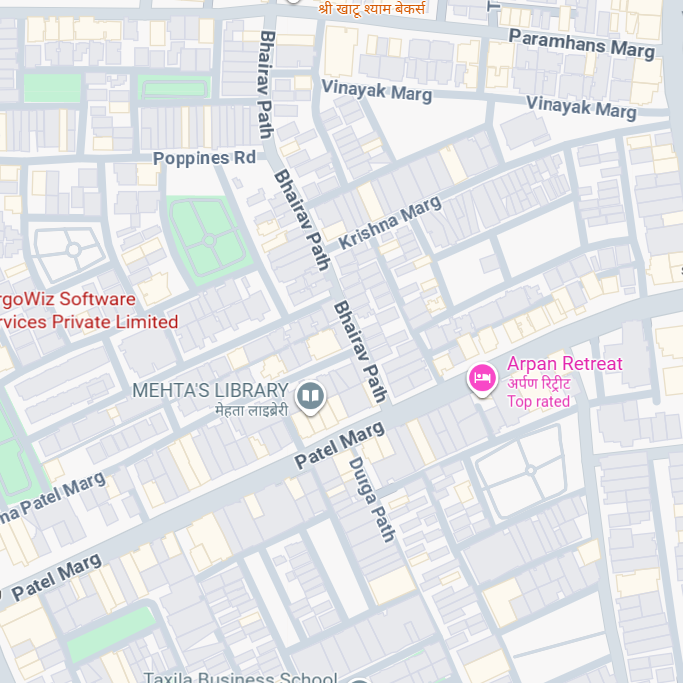 श्री खाटू श्याम बेकर्स
Paramhans Marg
Bhairav Path
Vinayak Marg
Vinayak Marg
Poppines Rd
Bhairav Path
Krishna Marg
rgoWiz Software
rvices Private Limited
Bhairav Path
Arpan Retreat
अर्पण रिट्रीट
Top rated
MEHTA'S LIBRARY
मेहता लाइब्रेरी
Patel Marg
Durga Path
na Patel Marg
Patel Marg
Taxila Business School